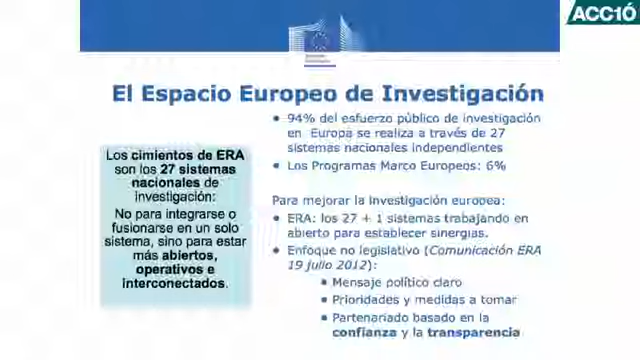 ACC1Ó
El Espacio Europeo de Investigación
Los cimientos de ERA
son los 27 sistemas
nacionales de
investigación:
No para integrarse o
fusionarse en un solo
sistema, sino para estar
más abiertos,
operativos e
interconectados.
• 94% del esfuerzo público de investigación
en Europa se realiza a través de 27
sistemas nacionales independientes
• Los Programas Marco Europeos: 6%
Para mejorar la investigación europea:
• ERA: los 27 + 1 sistemas trabajando en
abierto para establecer sinergias.
• Enfoque no legislativo (Comunicación ERA
19 julio 2012):
• Mensaje político claro
• Prioridades y medidas a tomar
• Partenariado basado en la
confianza y la transparencia